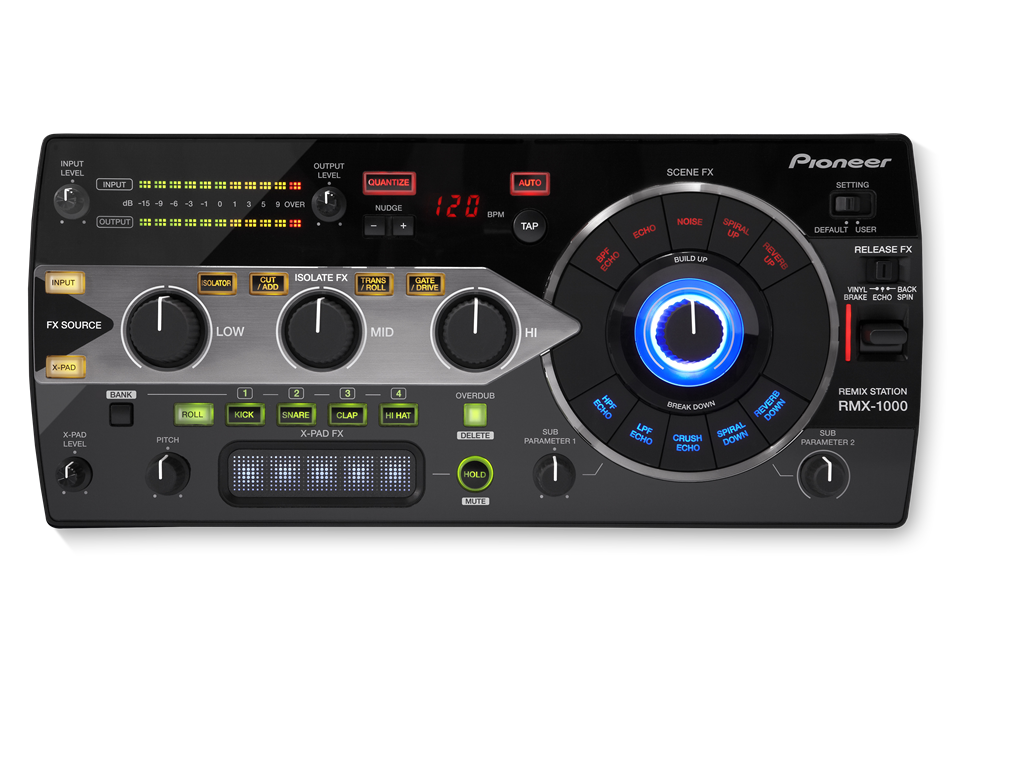 Pioneer
INPUT
LEVEL
INPUT
dB -15 -9 -6 -3 -1 0 1 3 5 9 OVER
OUTPUT
OUTPUT
LEVEL
QUANTIZE
NUDGE
−
+
120
BPM
AUTO
TAP
SCENE FX
SETTING
DEFAULT
USER
RELEASE FX
VINYL
BRAKE
ECHO
BACK
SPIN
BPF
ECHO
ECHO
NOISE
SPIRAL
UP
REVERB
UP
BUILD UP
INPUT
ISOLATOR
CUT
/ ADD
ISOLATE FX
TRANS
/ ROLL
GATE
/ DRIVE
FX SOURCE
LOW
MID
HI
X-PAD
BREAK DOWN
HPF
ECHO
LPF
ECHO
CRUSH
ECHO
SPIRAL
DOWN
REVERB
DOWN
REMIX STATION
RMX-1000
BANK
1
2
3
4
OVERDUB
ROLL
KICK
SNARE
CLAP
HI HAT
DELETE
X-PAD
LEVEL
PITCH
X-PAD FX
HOLD
MUTE
SUB
PARAMETER 1
SUB
PARAMETER 2